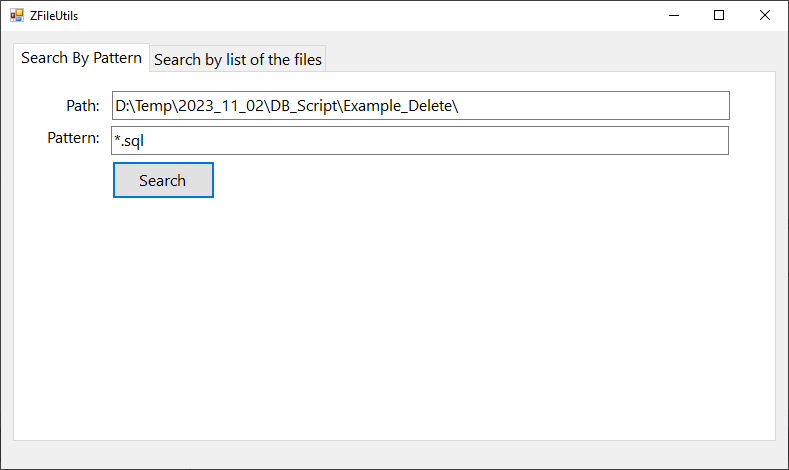 ZFileUtils
Search By Pattern Search by list of the files
Path: D:\Temp\2023_11_02\DB_Script\Example_Delete\
Pattern: *.sql
Search